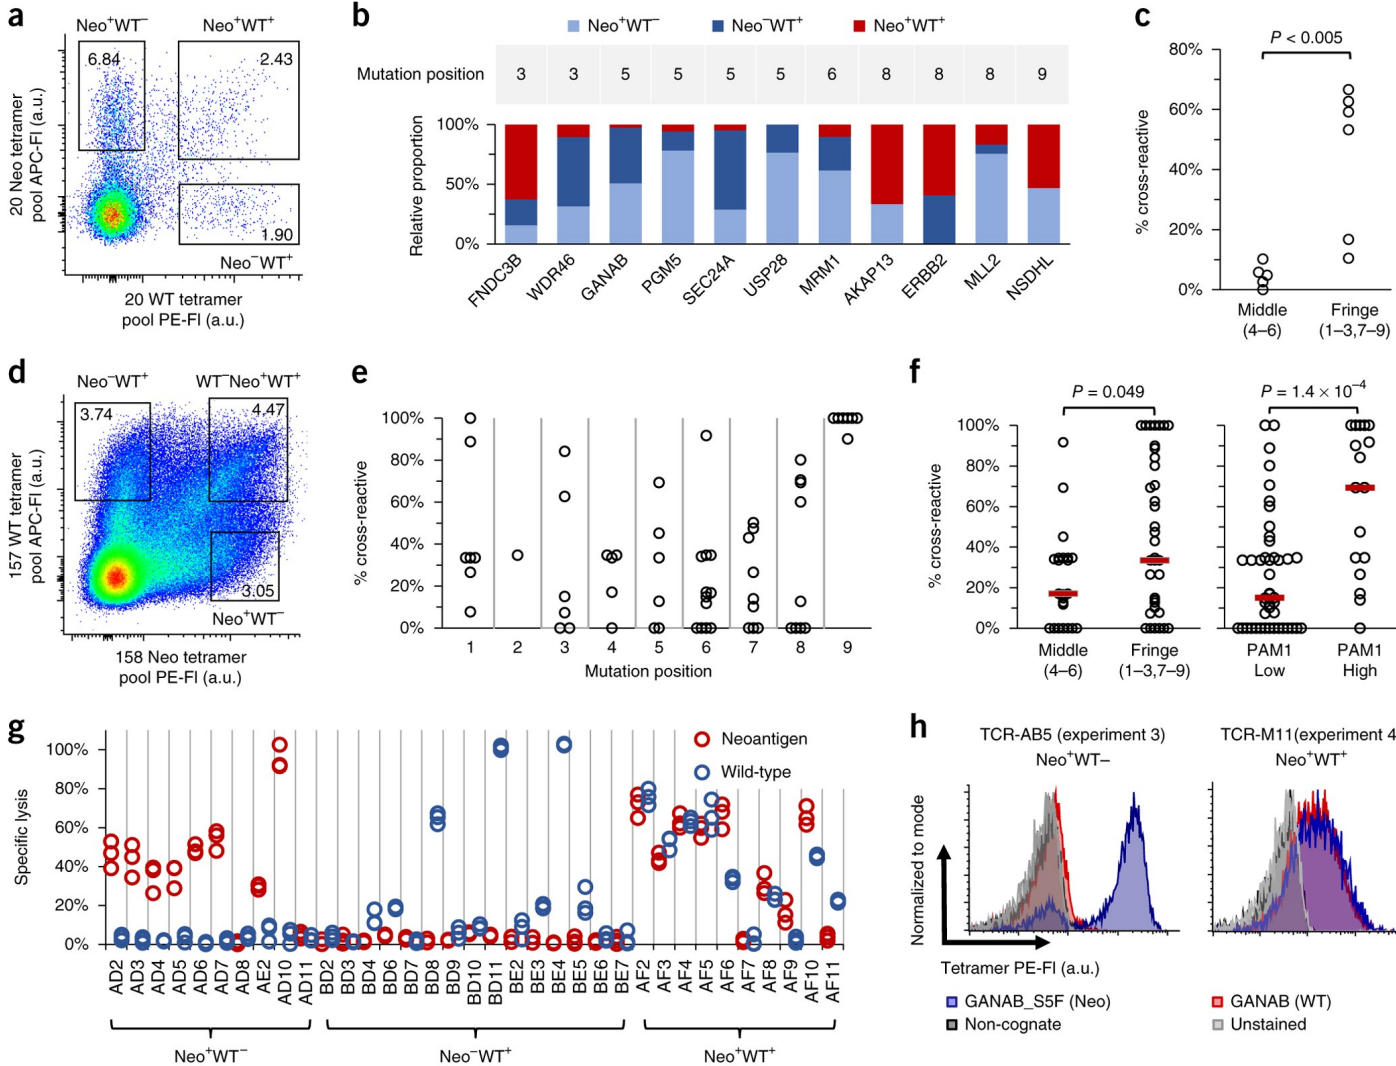 a
Neo⁺WT⁻
Neo⁺WT⁺
6.84
2.43
1.90
Neo⁻WT⁺
20 Neo tetramer
pool APC-FI (a.u.)
20 WT tetramer
pool PE-FI (a.u.)
b
Neo⁺WT⁻
Neo⁻WT⁺
Neo⁺WT⁺
Mutation position
3 3 5 5 5 5 6 8 8 8 9
Relative proportion
100%
50%
0%
FNDC3B WDR46 GANAB PGM5 SEC24A USP28 MRM1 AKAP13 ERBB2 MLL2 NSDHL
c
P < 0.005
% cross-reactive
80%
60%
40%
20%
0%
Middle
(4–6)
Fringe
(1–3,7–9)
d
Neo⁻WT⁺
WT⁻Neo⁺WT⁺
3.74
4.47
3.05
Neo⁺WT⁻
157 WT tetramer
pool APC-FI (a.u.)
158 Neo tetramer
pool PE-FI (a.u.)
e
% cross-reactive
100%
80%
60%
40%
20%
0%
1 2 3 4 5 6 7 8 9
Mutation position
f
P = 0.049
% cross-reactive
100%
80%
60%
40%
20%
0%
Middle
(4–6)
Fringe
(1–3,7–9)
P = 1.4 × 10⁻⁴
100%
80%
60%
40%
20%
0%
PAM1
Low
PAM1
High
g
Specific lysis
100%
80%
60%
40%
20%
0%
Neoantigen
Wild-type
AD2 AD3 AD4 AD5 AD6 AD7 AD8 AE2 AD10 AD11 BD2 BD3 BD4 BD6 BD7 BD8 BD9 BD10 BD11 BE2 BE3 BE4 BE5 BE6 BE7 AF2 AF3 AF4 AF5 AF6 AF7 AF8 AF9 AF10 AF11
Neo⁺WT⁻
Neo⁻WT⁺
Neo⁺WT⁺
h
TCR-AB5 (experiment 3)
Neo⁺WT–
TCR-M11(experiment 4
Neo⁺WT⁺
Normalized to mode
Tetramer PE-FI (a.u.)
GANAB_S5F (Neo)
GANAB (WT)
Non-cognate
Unstained